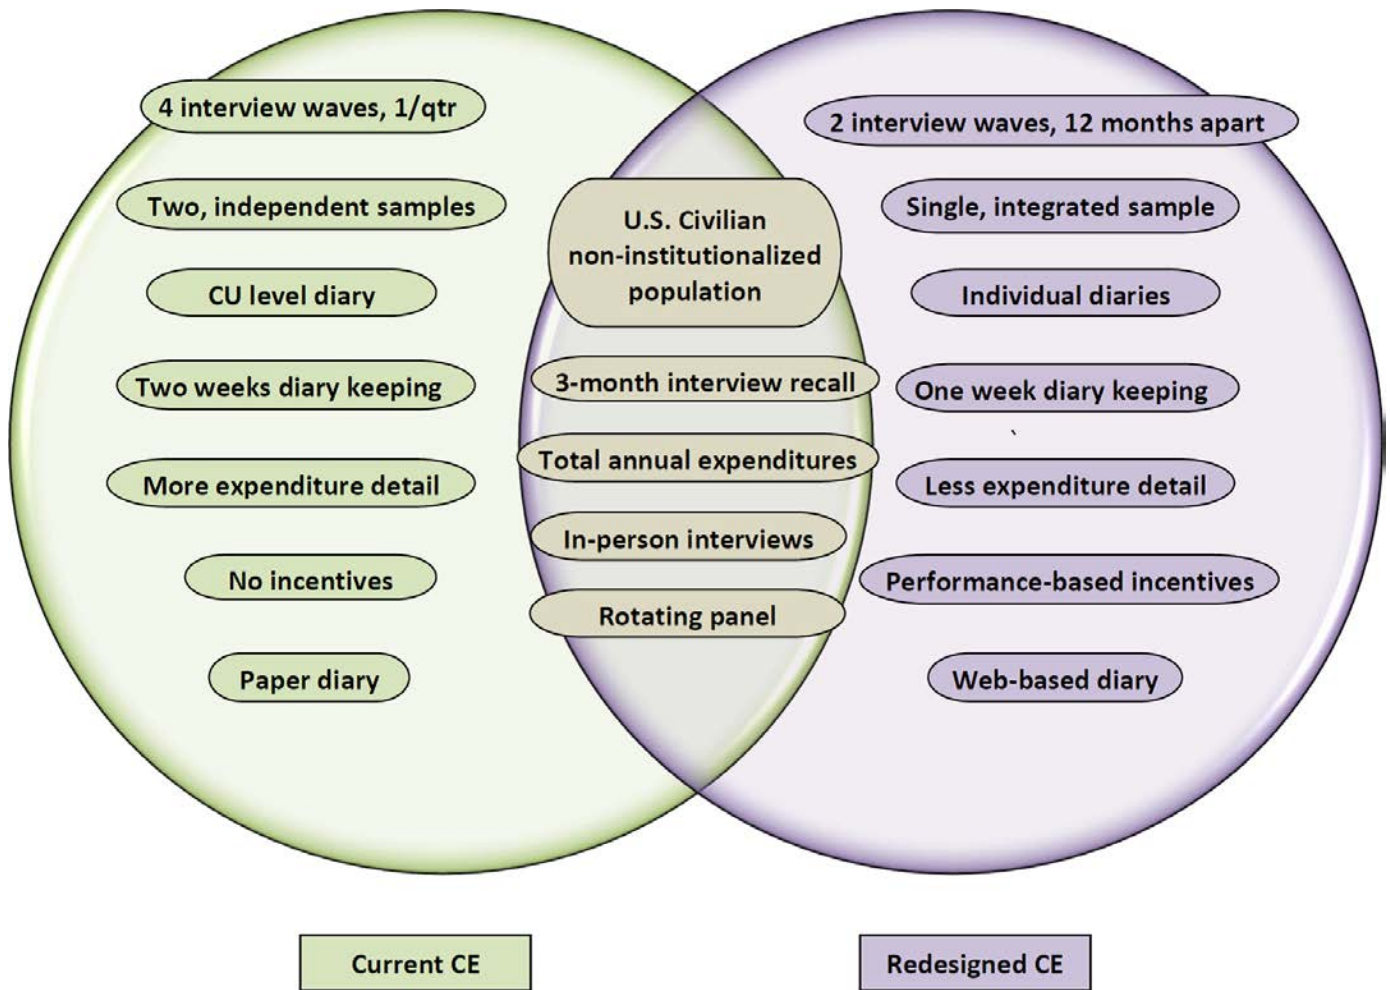 4 interview waves, 1/qtr
Two, independent samples
CU level diary
Two weeks diary keeping
More expenditure detail
No incentives
Paper diary
U.S. Civilian
non-institutionalized
population
3-month interview recall
Total annual expenditures
In-person interviews
Rotating panel
2 interview waves, 12 months apart
Single, integrated sample
Individual diaries
One week diary keeping
`
Less expenditure detail
Performance-based incentives
Web-based diary
Current CE
Redesigned CE